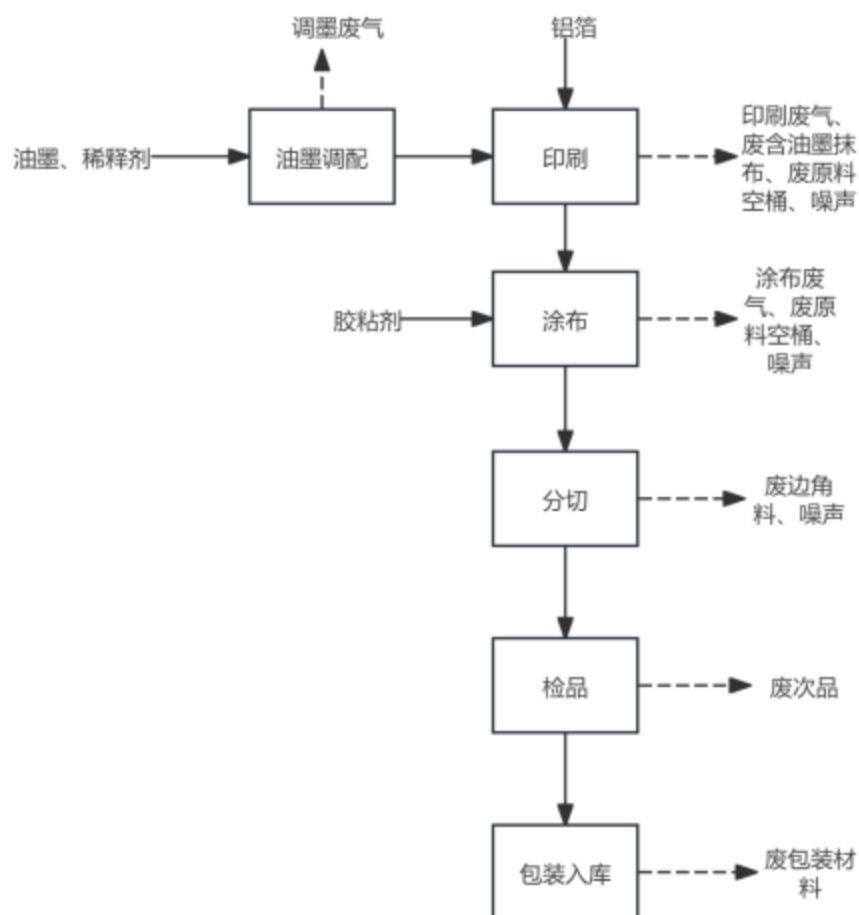 调墨废气
铝箔
油墨、稀释剂
油墨调配
印刷
印刷废气、
废含油墨抹
布、废原料
空桶、噪声
胶粘剂
涂布
涂布废
气、废原
料空桶、
噪声
分切
废边角
料、噪声
检品
废次品
包装入库
废包装材
料